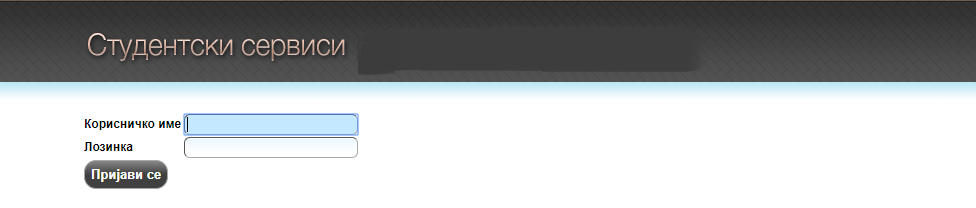 Студентски сервиси
Корисничко име
Лозинка
Пријави се